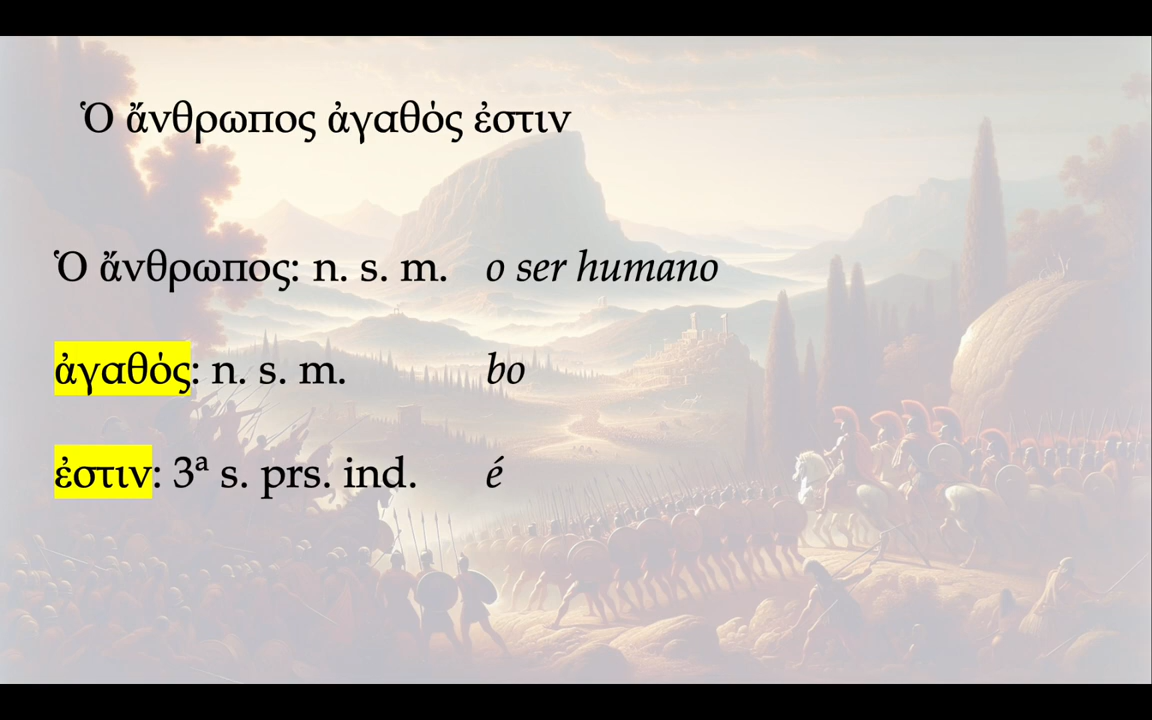 Ὁ ἄνθρωπος ἀγαθός ἐστιν
Ὁ ἄνθρωπος: n. s. m. o ser humano
ἀγαθός: n. s. m. bo
ἐστιν: 3ª s. prs. ind. é